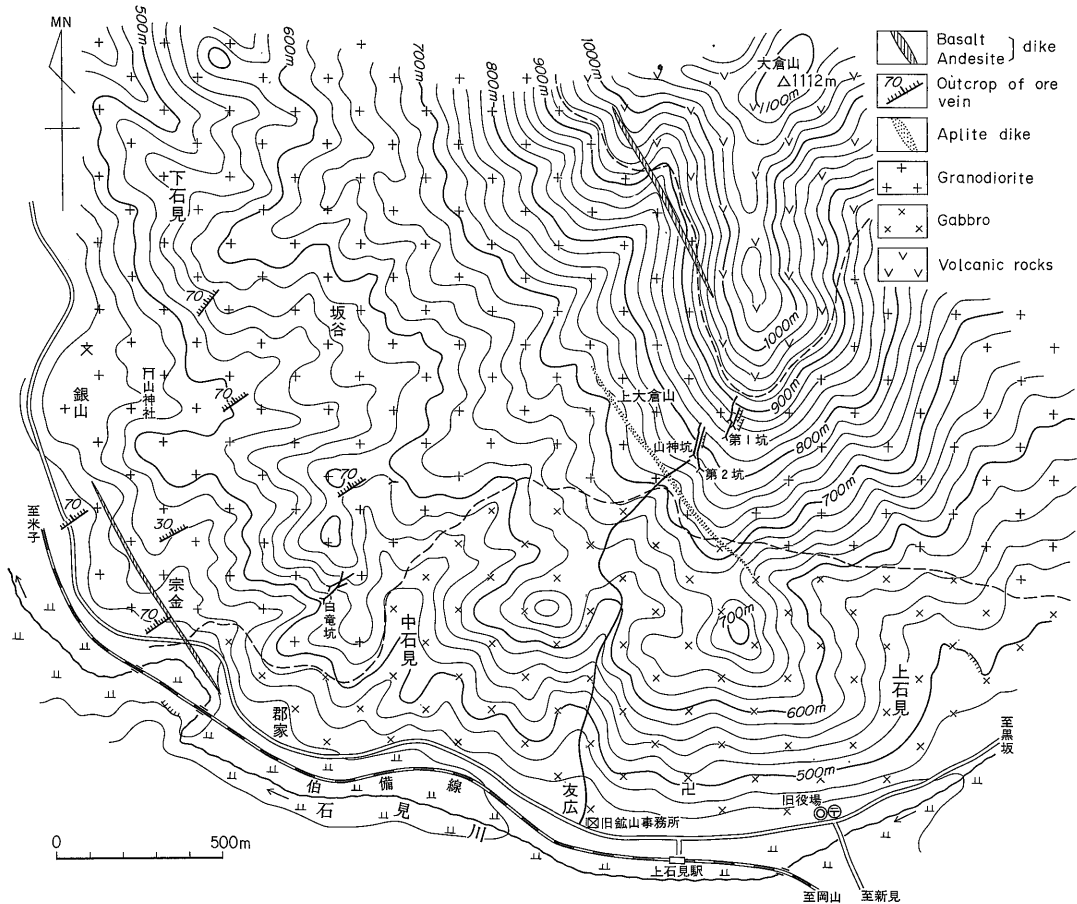 MN
500m
600m
700m
800m
900m
1000m
大倉山
△1112m
1100m
Basalt
Andesite } dike
70 Outcrop of ore
vein
Aplite dike
Granodiorite
Gabbro
Volcanic rocks
下石見
70
坂谷
1000m
文
銀山
山神社
70
上大倉山
900m
第1坑
山神坑
800m
第2坑
70
700m
至米子
70
30
宗金
70
白竜坑
中石見
700m
上石見
郡家
600m
至黒坂
500m
伯備線
石見川
友広
卍
旧役場
旧鉱山事務所
上石見駅
0 500m
至岡山
至新見